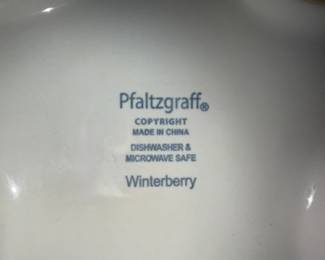 Pfaltzgraff®
COPYRIGHT
MADE IN CHINA
DISHWASHER &
MICROWAVE SAFE
Winterberry